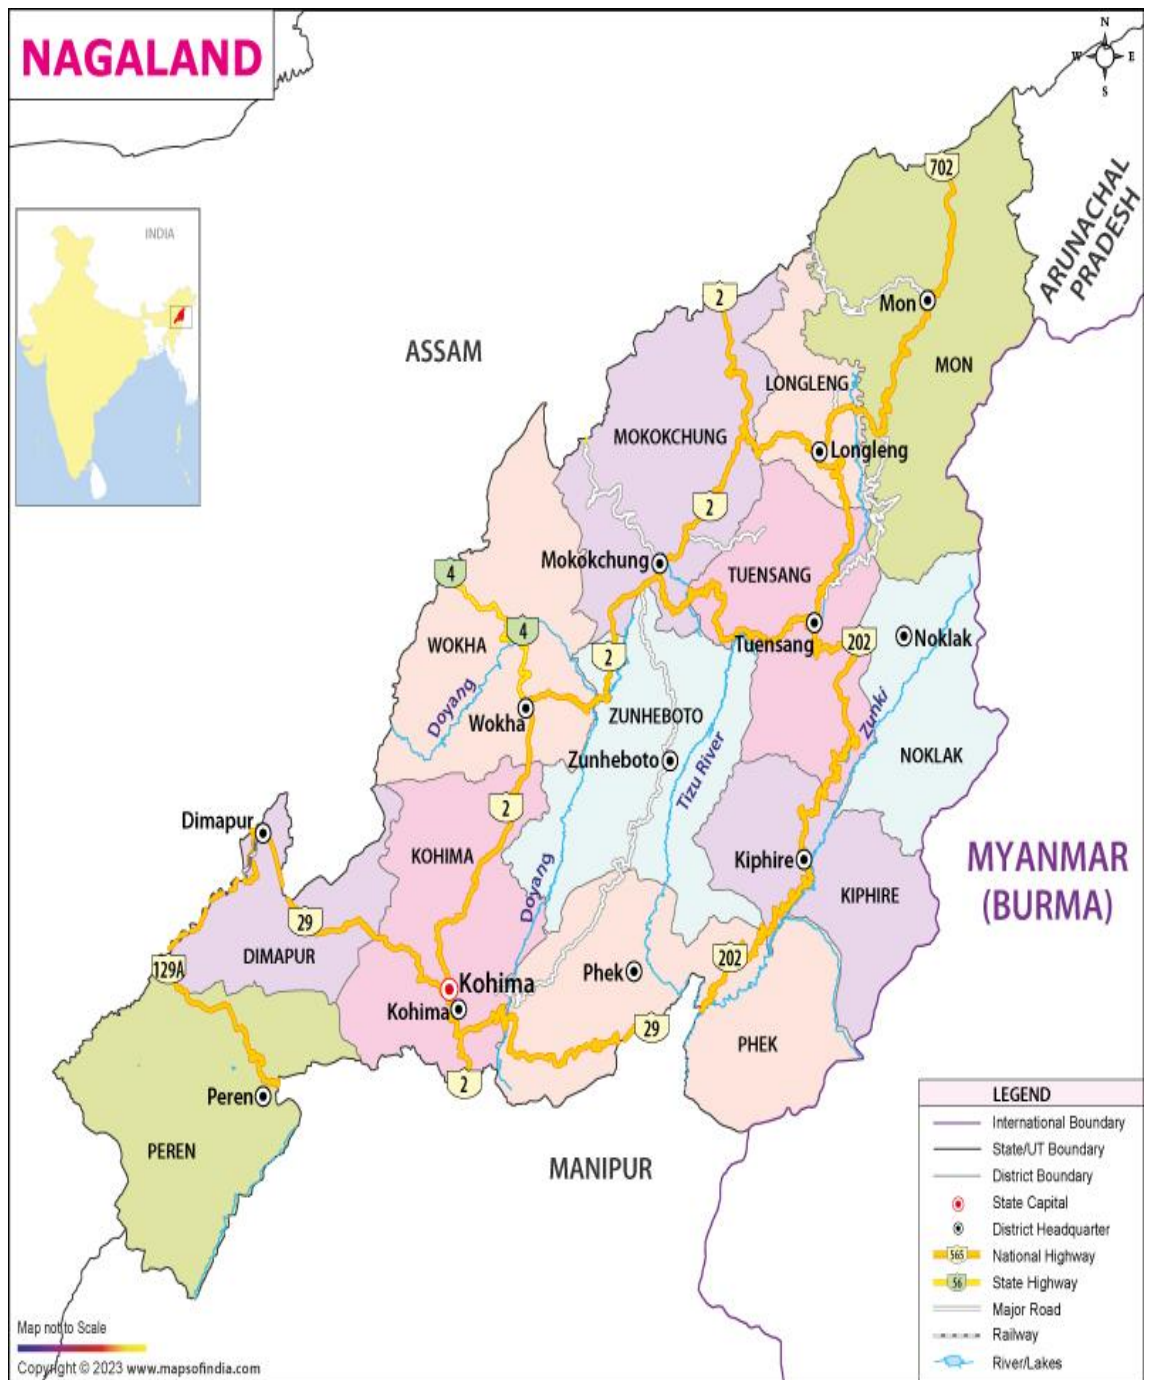 NAGALAND
N
W
E
S
INDIA
ASSAM
ARUNACHAL
PRADESH
702
Mon
MON
2
LONGLENG
MOKOKCHUNG
Longleng
2
Mokokchung
TUENSANG
4
4
WOKHA
2
Tuensang
202
Noklak
Doyang
Wokha
ZUNHEBOTO
Zunki
Zunheboto
Tizu River
NOKLAK
2
Dimapur
KOHIMA
Kiphire
KIPHIRE
MYANMAR
(BURMA)
Doyang
29
DIMAPUR
129A
202
Phek
Kohima
Kohima
29
PHEK
2
Peren
PEREN
MANIPUR
LEGEND
International Boundary
State/UT Boundary
District Boundary
State Capital
District Headquarter
565 National Highway
56 State Highway
Major Road
Railway
River/Lakes
Map not to Scale
Copyright © 2023 www.mapsofindia.com